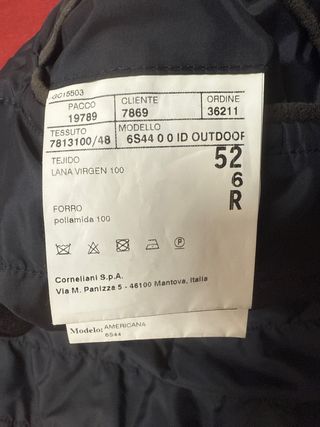 GC15503
PACCO CLIENTE ORDINE
19789 7869 36211
TESSUTO MODELLO
7813100/48 6S44 0 0 ID OUTDOOR
TEJIDO 52
LANA VIRGEN 100 6
R
FORRO
poliamida 100
P
Corneliani S.p.A.
Via M. Panizza 5 - 46100 Mantova, Italia
Modelo: AMERICANA
6S44